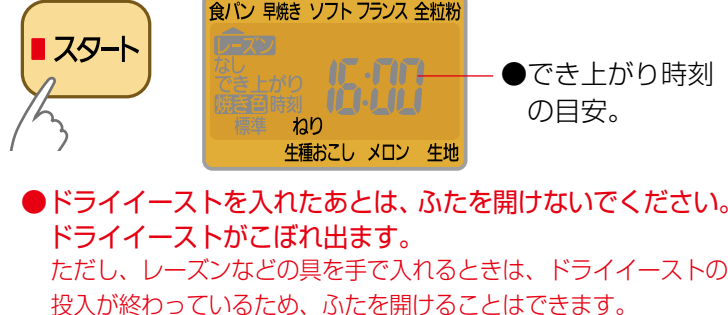 スタート
食パン 早焼き ソフト フランス 全粒粉
レーズン
なし
でき上がり
焼き色 時刻
標準
16:00
ねり
生種おこし メロン 生地
●でき上がり時刻
の目安。
●ドライイーストを入れたあとは、ふたを開けないでください。
ドライイーストがこぼれ出ます。
ただし、レーズンなどの具を手で入れるときは、ドライイーストの
投入が終わっているため、ふたを開けることはできます。